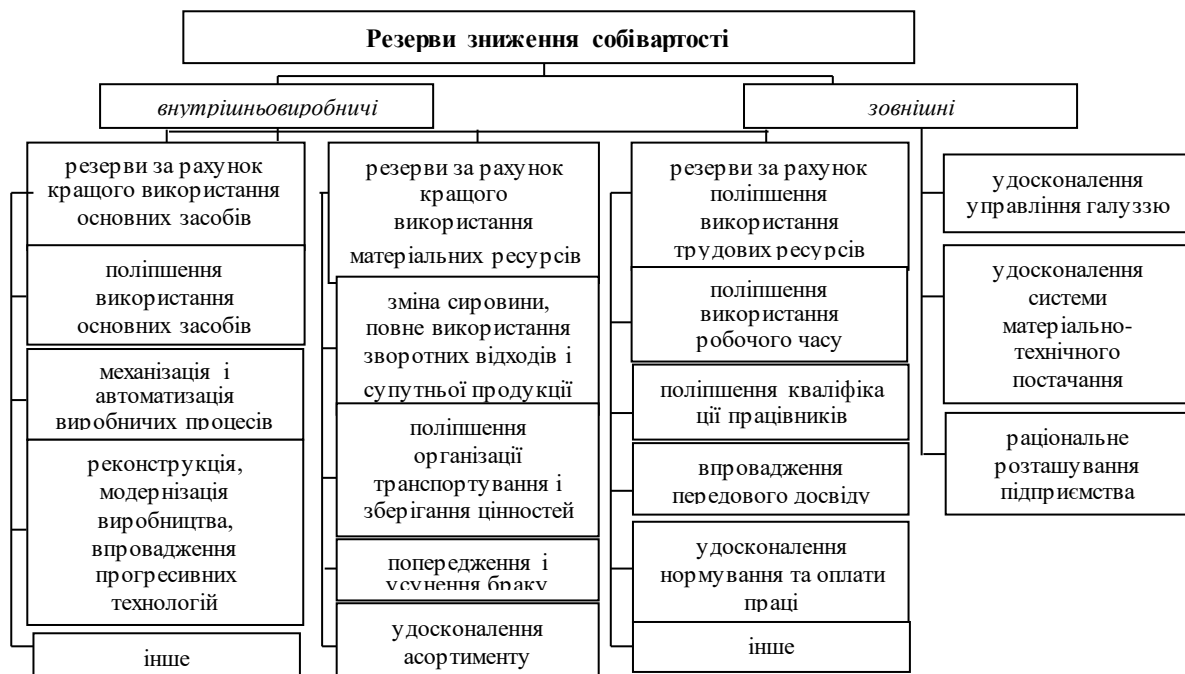 Резерви зниження собівартості
внутрішньовиробничі
зовнішні
резерви за рахунок
кращого використання
основних засобів
поліпшення
використання
основних засобів
механізація і
автоматизація
виробничих процесів
реконструкція,
модернізація
виробництва,
впровадження
прогресивних
технологій
інше
резерви за рахунок
кращого
використання
матеріальних ресурсів
зміна сировини,
повне використання
зворотних відходів і
супутньої продукції
поліпшення
організації
транспортування і
зберігання цінностей
попередження і
усунення браку
удосконалення
асортименту
резерви за рахунок
поліпшення
використання
трудових ресурсів
поліпшення
використання
робочого часу
поліпшення кваліфіка
ції працівників
впровадження
передового досвіду
удосконалення
нормування та оплати
праці
інше
удосконалення
управління галуззю
удосконалення
системи
матеріально-
технічного
постачання
раціональне
розташування
підприємства